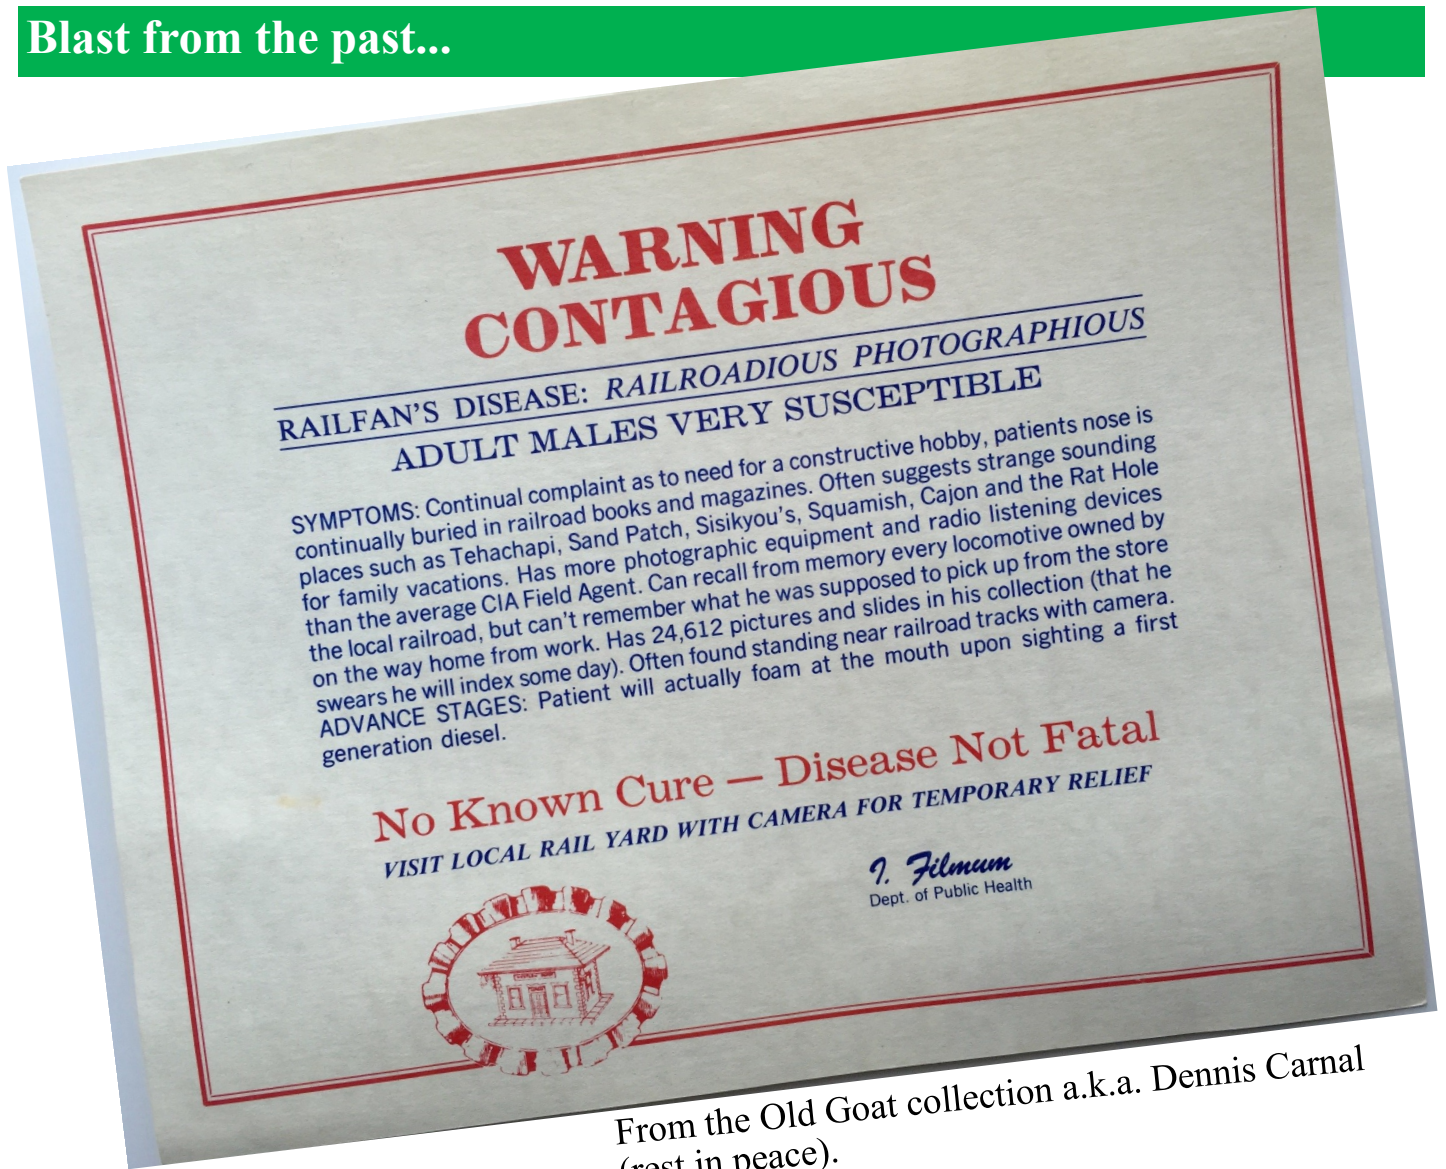 Blast from the past...
WARNING
CONTAGIOUS
RAILFAN'S DISEASE: RAILROADIOUS PHOTOGRAPHIOUS
ADULT MALES VERY SUSCEPTIBLE
SYMPTOMS: Continual complaint as to need for a constructive hobby, patients nose is
continually buried in railroad books and magazines. Often suggests strange sounding
places such as Tehachapi, Sand Patch, Sisikyou's, Squamish, Cajon and the Rat Hole
for family vacations. Has more photographic equipment and radio listening devices
than the average CIA Field Agent. Can recall from memory every locomotive owned by
the local railroad, but can't remember what he was supposed to pick up from the store
on the way home from work. Has 24,612 pictures and slides in his collection (that he
swears he will index some day). Often found standing near railroad tracks with camera.
ADVANCE STAGES: Patient will actually foam at the mouth upon sighting a first
generation diesel.
No Known Cure — Disease Not Fatal
VISIT LOCAL RAIL YARD WITH CAMERA FOR TEMPORARY RELIEF
I. Filmum
Dept. of Public Health
From the Old Goat collection a.k.a. Dennis Carnal
(rest in peace).